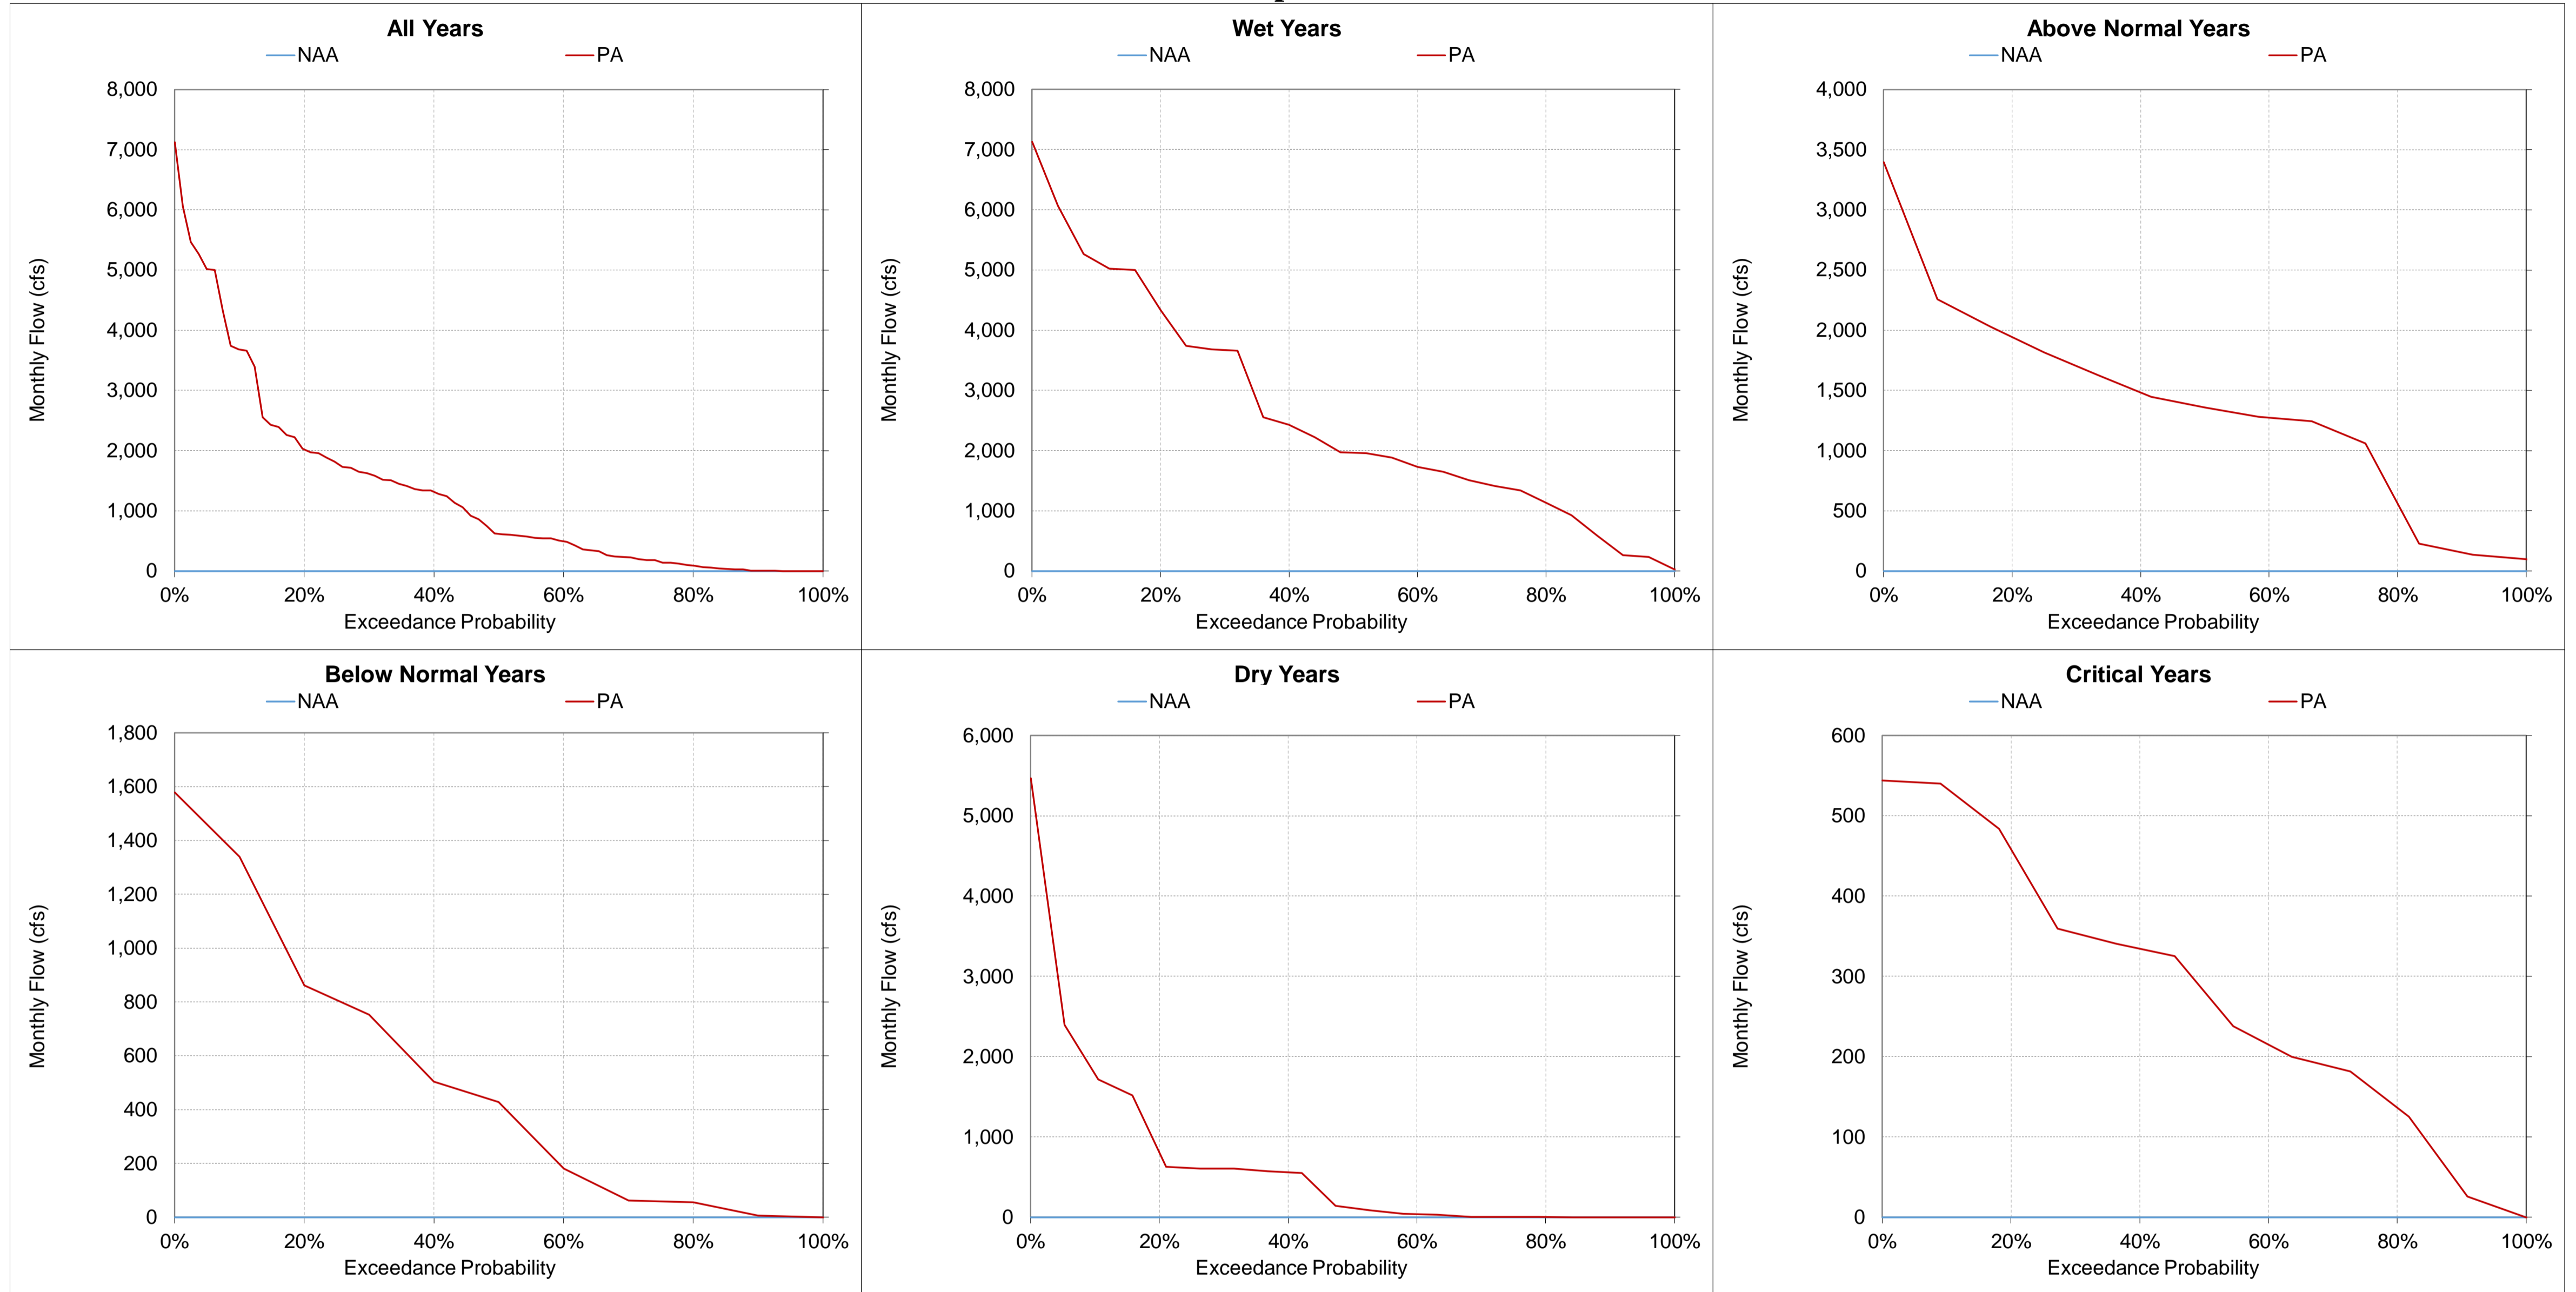 All Years
NAA PA
8,000
7,000
6,000
5,000
4,000
3,000
2,000
1,000
0
0% 20% 40% 60% 80% 100%
Monthly Flow (cfs)
Exceedance Probability
Wet Years
NAA PA
8,000
7,000
6,000
5,000
4,000
3,000
2,000
1,000
0
0% 20% 40% 60% 80% 100%
Monthly Flow (cfs)
Exceedance Probability
Above Normal Years
NAA PA
4,000
3,500
3,000
2,500
2,000
1,500
1,000
500
0
0% 20% 40% 60% 80% 100%
Monthly Flow (cfs)
Exceedance Probability
Below Normal Years
NAA PA
1,800
1,600
1,400
1,200
1,000
800
600
400
200
0
0% 20% 40% 60% 80% 100%
Monthly Flow (cfs)
Exceedance Probability
Dry Years
NAA PA
6,000
5,000
4,000
3,000
2,000
1,000
0
0% 20% 40% 60% 80% 100%
Monthly Flow (cfs)
Exceedance Probability
Critical Years
NAA PA
600
500
400
300
200
100
0
0% 20% 40% 60% 80% 100%
Monthly Flow (cfs)
Exceedance Probability